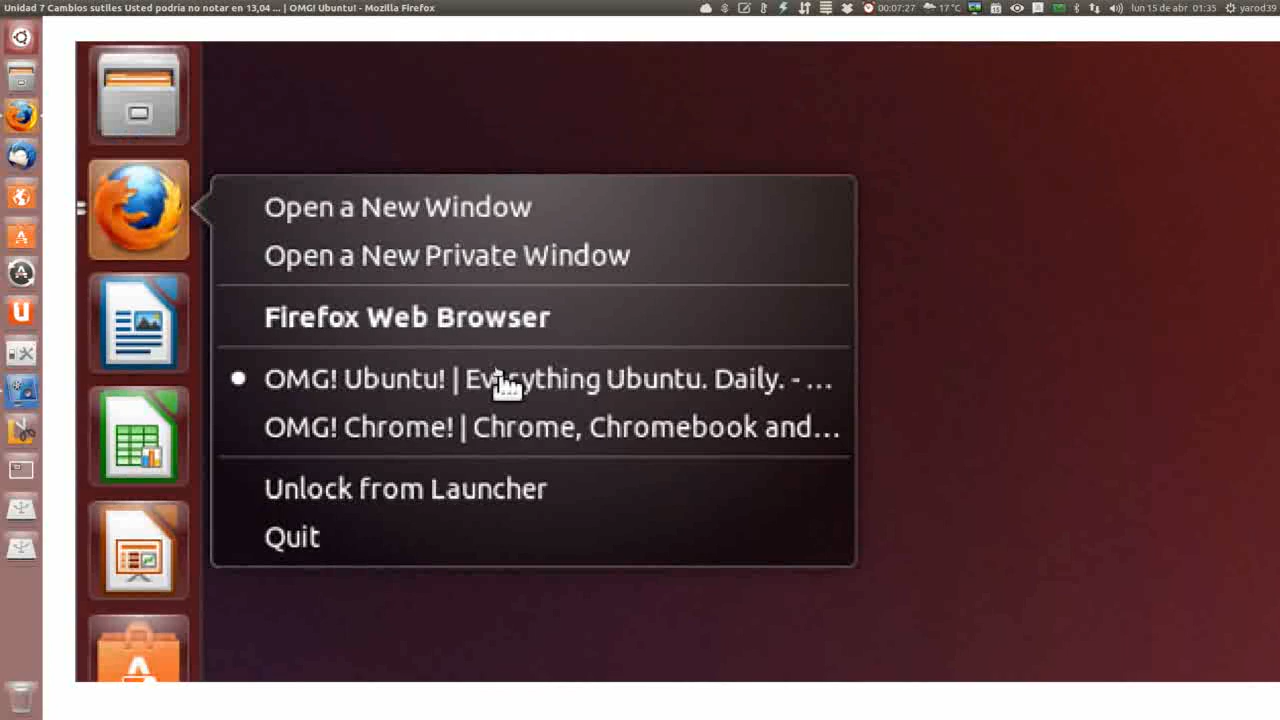 Unidad 7 Cambios sutiles Usted podría no notar en 13,04 ... | OMG! Ubuntu! - Mozilla Firefox
00:07:27 17 °C lun 15 de abr 01:35 yarod39
Open a New Window
Open a New Private Window
Firefox Web Browser
OMG! Ubuntu! | Everything Ubuntu. Daily. - ...
OMG! Chrome! | Chrome, Chromebook and...
Unlock from Launcher
Quit